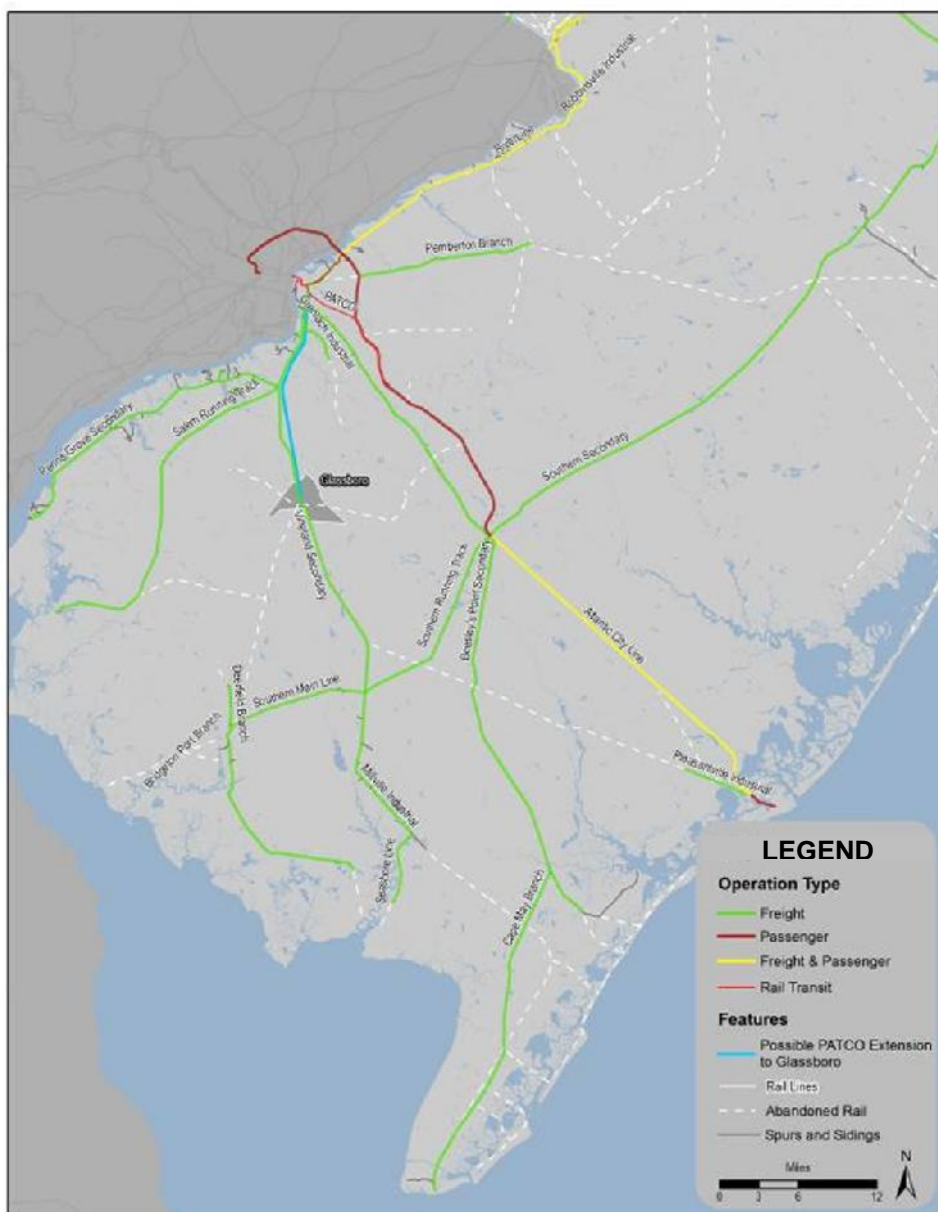 Robbinsville Industrial
RiverLine
Pemberton Branch
PATCO
Grenloch Industrial
Salem Running Track
Penns Grove Secondary
Glassboro
Vineland Secondary
Southern Secondary
Southern Running Track
Beesley's Point Secondary
Atlantic City Line
Deerfield Branch
Southern Main Line
Bridgeton Port Branch
Pleasantville Industrial
Millville Industrial
Seashore Line
Cape May Branch
LEGEND
Operation Type
Freight
Passenger
Freight & Passenger
Rail Transit
Features
Possible PATCO Extension
to Glassboro
Rail Lines
Abandoned Rail
Spurs and Sidings
N
Miles
0 3 6 12